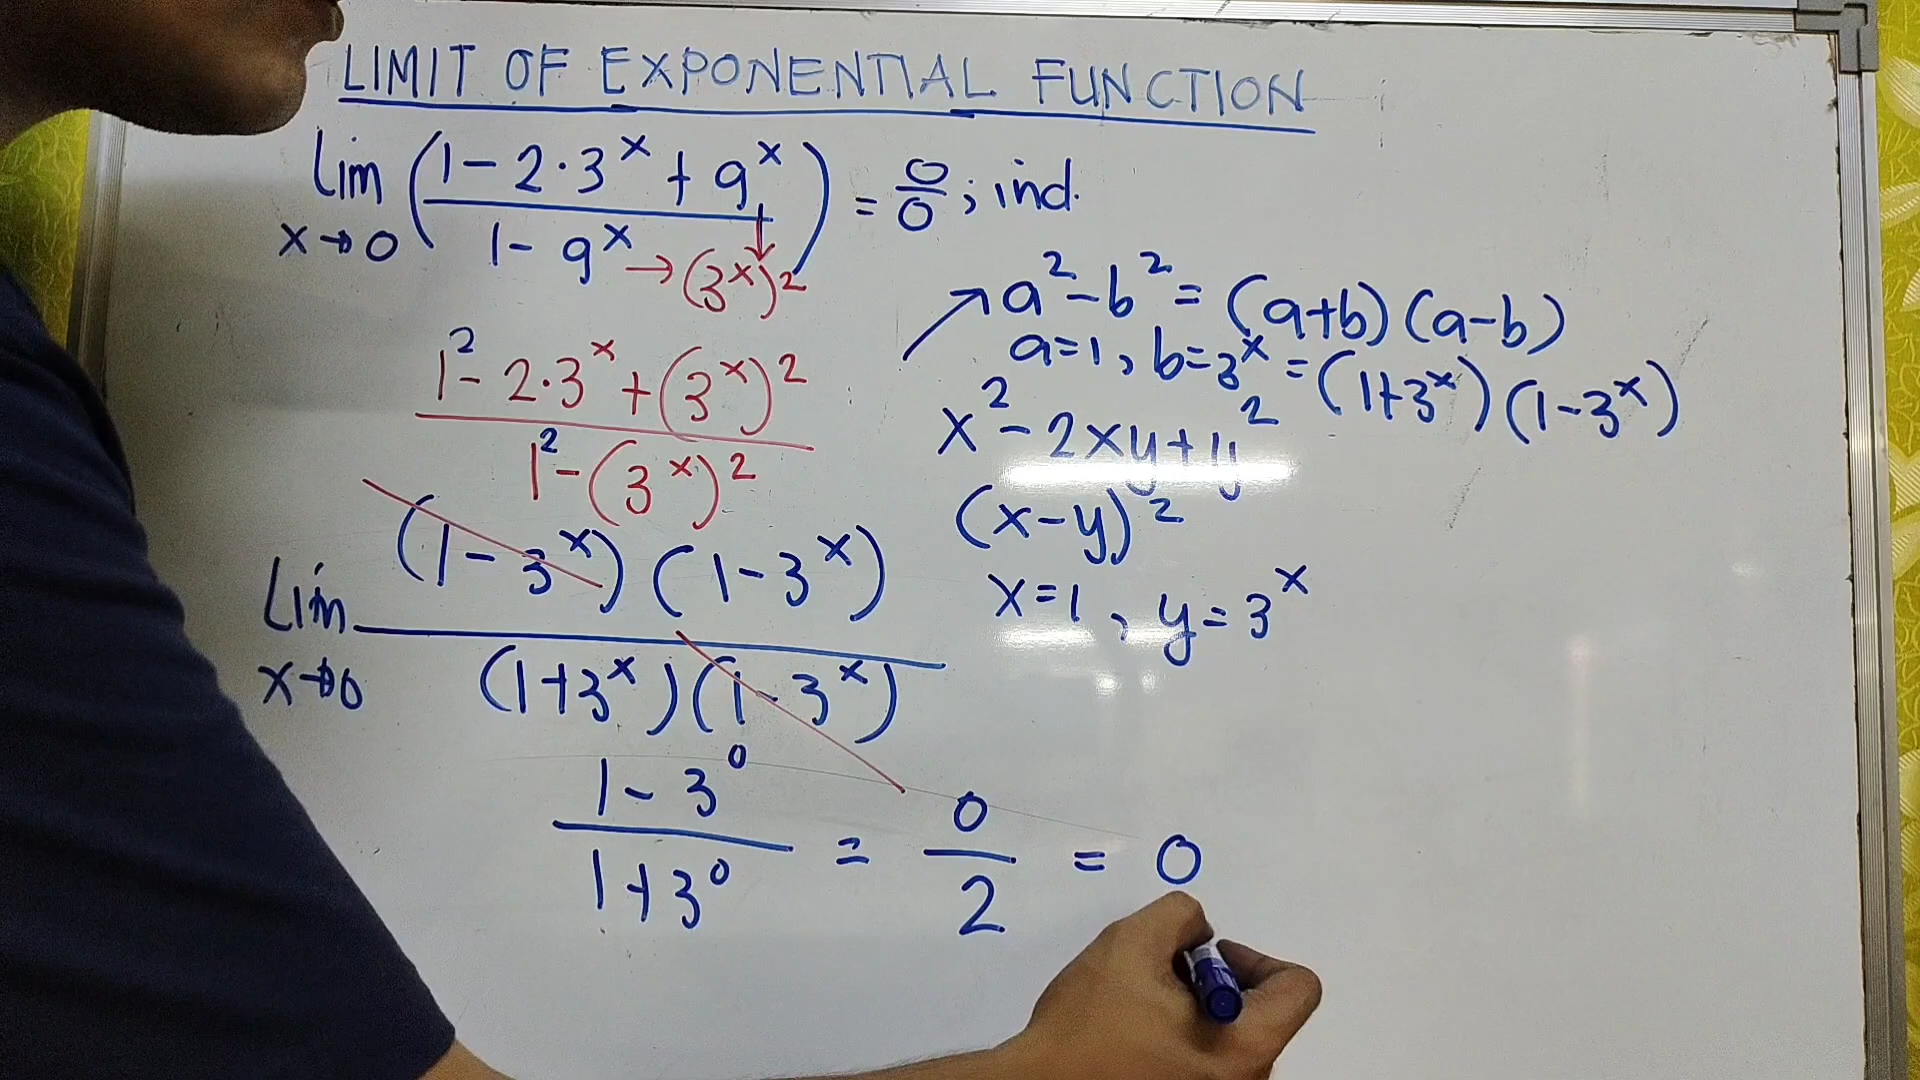 LIMIT OF EXPONENTIAL FUNCTION
lim x→0 ( (1 - 2·3^x + 9^x) / (1 - 9^x) ) = 0/0 ; ind.
→ (3^x)^2
(1^2 - 2·3^x + (3^x)^2) / (1^2 - (3^x)^2)
Lim x→0 ((1 - 3^x)(1 - 3^x)) / ((1+3^x)(1 - 3^x))
(1 - 3^0) / (1+3^0) = 0/2 = 0
↗ a^2 - b^2 = (a+b)(a-b)
a=1, b=3^x = (1+3^x)(1-3^x)
x^2 - 2xy + y^2
(x-y)^2
x=1, y=3^x